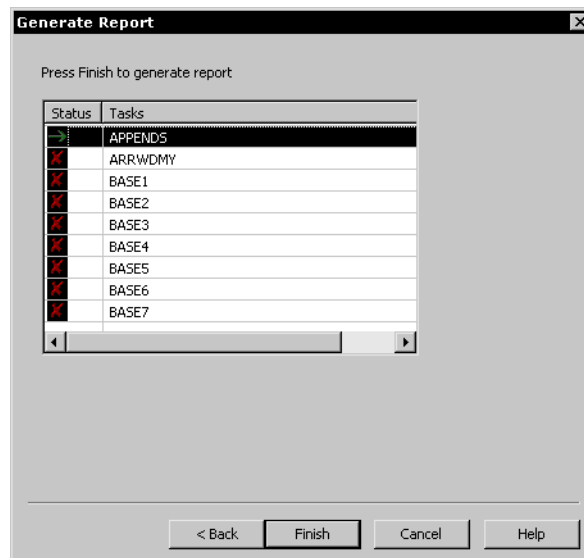 Generate Report
Press Finish to generate report
Status Tasks
APPENDS
ARRWDMY
BASE1
BASE2
BASE3
BASE4
BASE5
BASE6
BASE7
< Back Finish Cancel Help